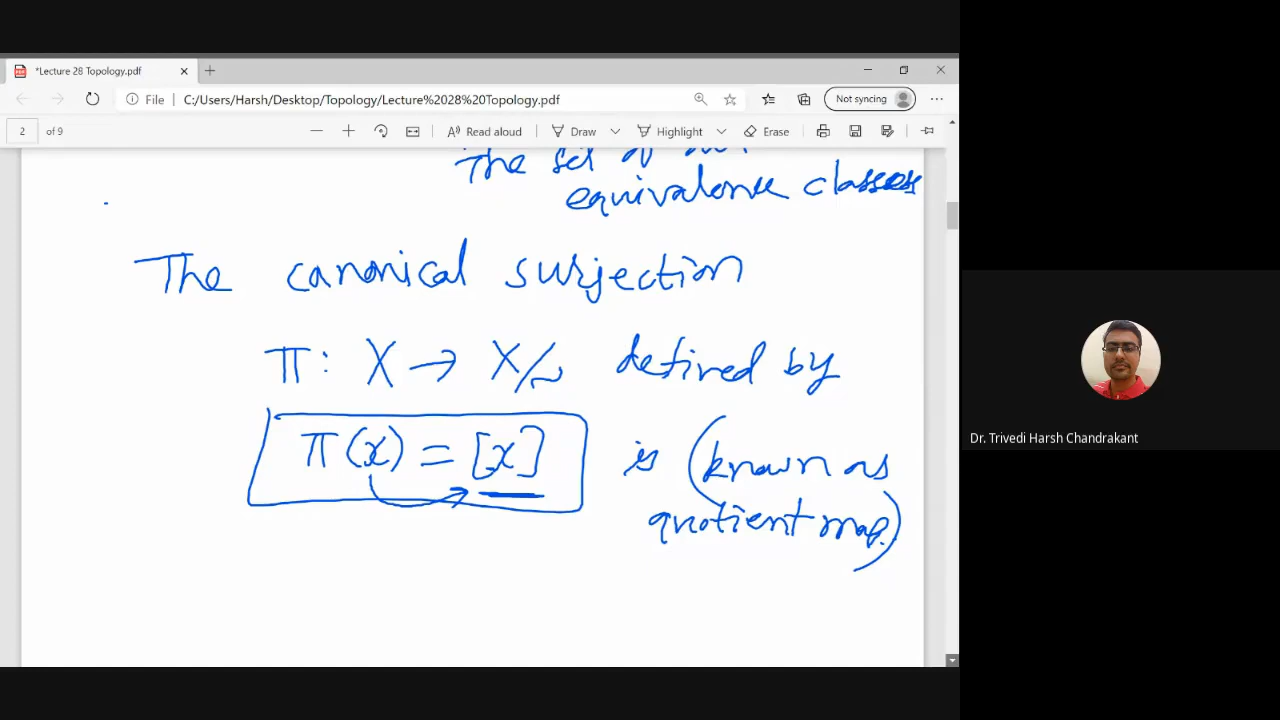 *Lecture 28 Topology.pdf
File C:/Users/Harsh/Desktop/Topology/Lecture%2028%20Topology.pdf Not syncing
2 of 9 Read aloud Draw Highlight Erase
The set of
equivalence classes
The canonical surjection
π: X → X/~ defined by
π(x) = [x] is (known as
quotient map.)
Dr. Trivedi Harsh Chandrakant